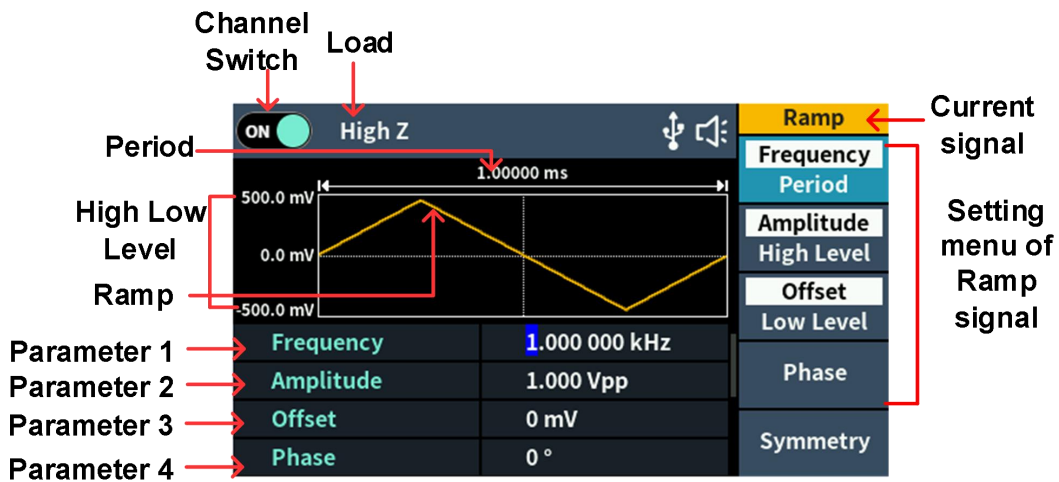 Channel
Switch
Load
ON
High Z
Ramp
Current
signal
Period
1.00000 ms
Frequency
Period
500.0 mV
High Low
Level
0.0 mV
Amplitude
High Level
Setting
menu of
Ramp
signal
Ramp
-500.0 mV
Offset
Low Level
Parameter 1
Frequency
1.000 000 kHz
Parameter 2
Amplitude
1.000 Vpp
Phase
Parameter 3
Offset
0 mV
Parameter 4
Phase
0 °
Symmetry